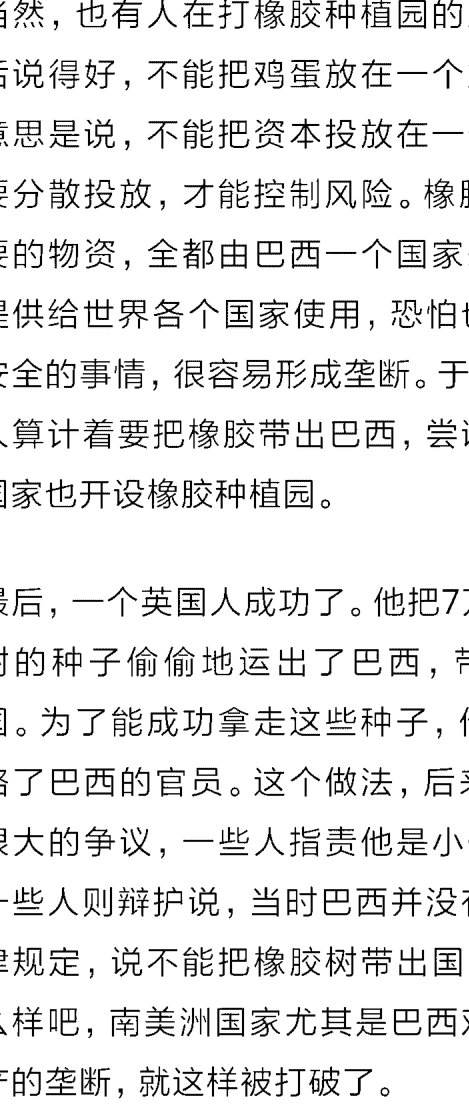 当然，也有人在打橡胶种植园的
话说得好，不能把鸡蛋放在一个
意思是说，不能把资本投放在一
要分散投放，才能控制风险。橡胶
要的物资，全都由巴西一个国家
提供给世界各个国家使用，恐怕也
安全的事情，很容易形成垄断。于
人算计着要把橡胶带出巴西，尝试
国家也开设橡胶种植园。
最后，一个英国人成功了。他把7万
树的种子偷偷地运出了巴西，带
国。为了能成功拿走这些种子，他
赂了巴西的官员。这个做法，后来
很大的争议，一些人指责他是小
一些人则辩护说，当时巴西并没有
律规定，说不能把橡胶树带出国
么样吧，南美洲国家尤其是巴西对
产的垄断，就这样被打破了。